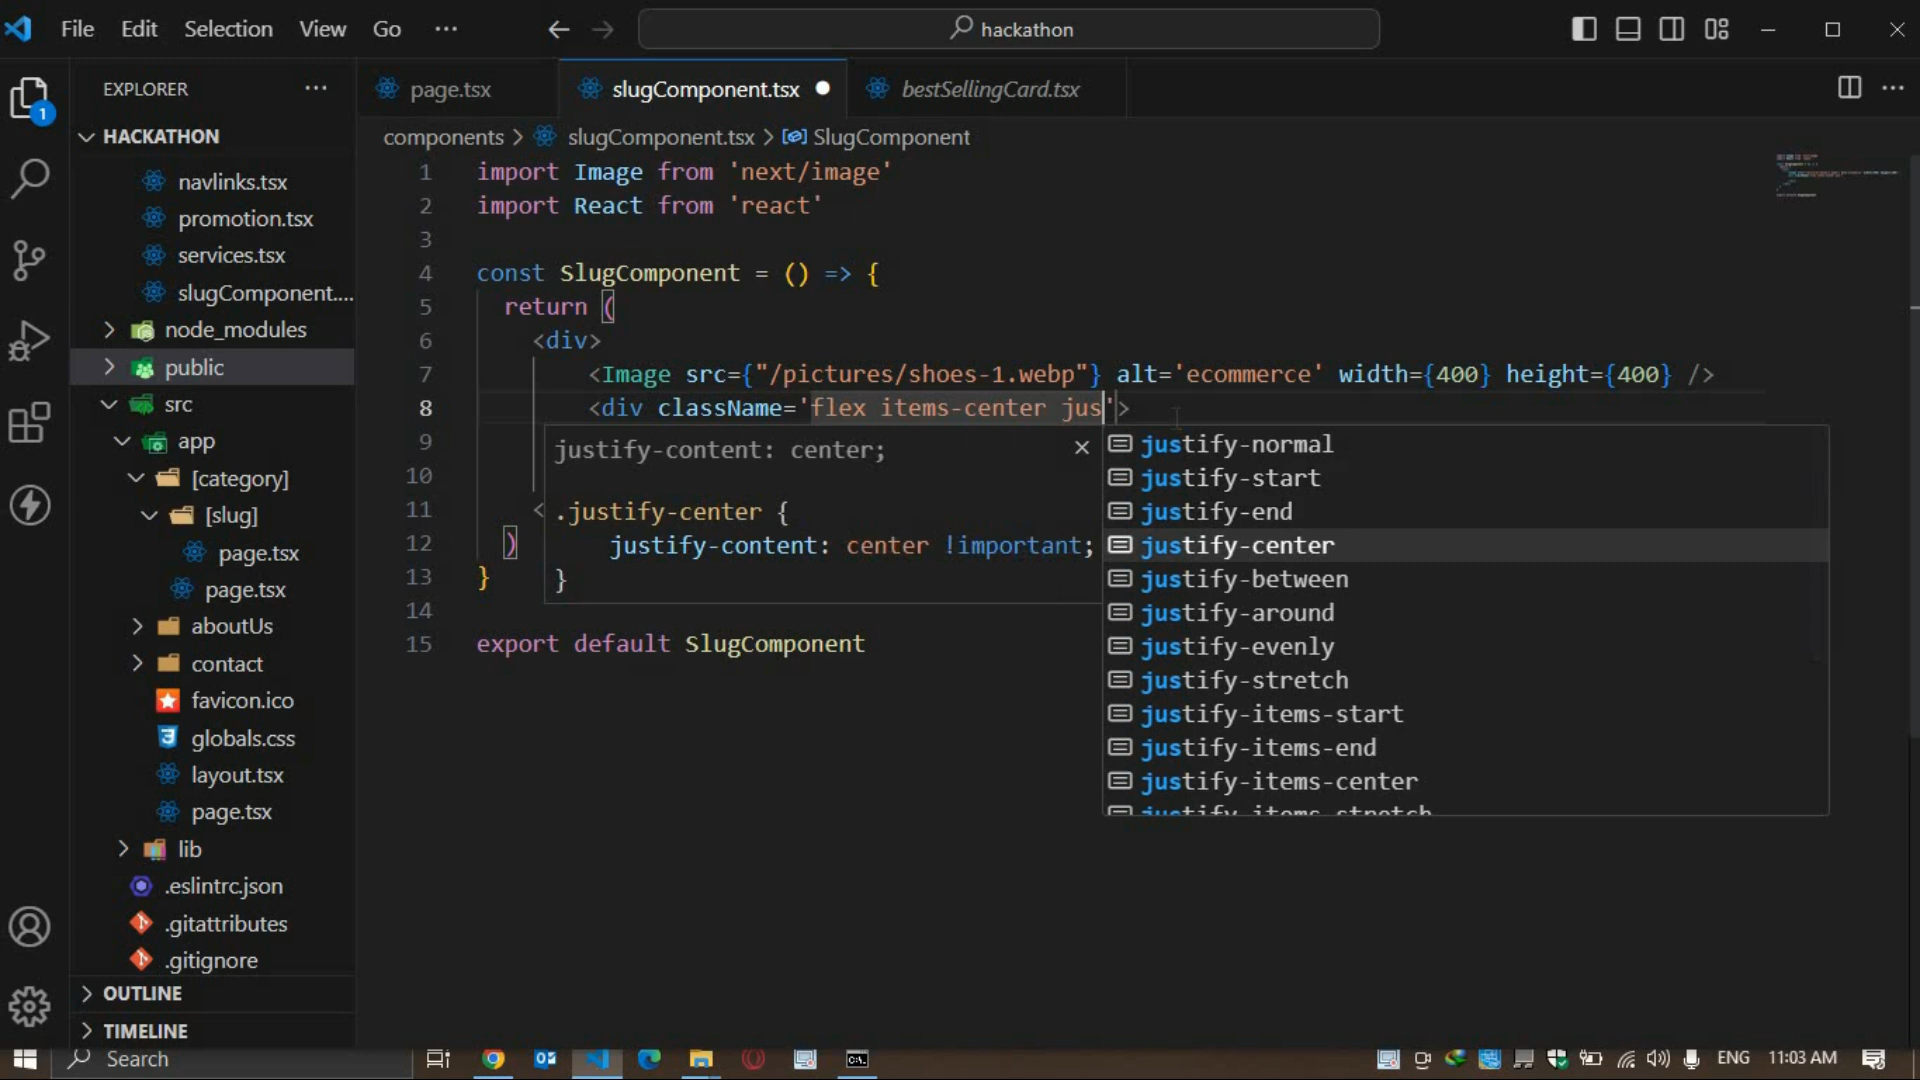 File Edit Selection View Go ··· hackathon
EXPLORER ···
page.tsx slugComponent.tsx bestSellingCard.tsx ···
1
HACKATHON
components > slugComponent.tsx > SlugComponent
navlinks.tsx
promotion.tsx
services.tsx
slugComponent....
node_modules
public
src
app
[category]
[slug]
page.tsx
page.tsx
aboutUs
contact
favicon.ico
globals.css
layout.tsx
page.tsx
lib
.eslintrc.json
.gitattributes
.gitignore
OUTLINE
TIMELINE
1 import Image from 'next/image'
2 import React from 'react'
3
4 const SlugComponent = () => {
5 return (
6 <div>
7 <Image src={"/pictures/shoes-1.webp"} alt='ecommerce' width={400} height={400} />
8 <div className='flex items-center jus'>
9
10
11 <
12 )
13 }
14
15 export default SlugComponent
justify-content: center;
.justify-center {
justify-content: center !important;
}
justify-normal
justify-start
justify-end
justify-center
justify-between
justify-around
justify-evenly
justify-stretch
justify-items-start
justify-items-end
justify-items-center
justify-items-stretch
Search ENG 11:03 AM